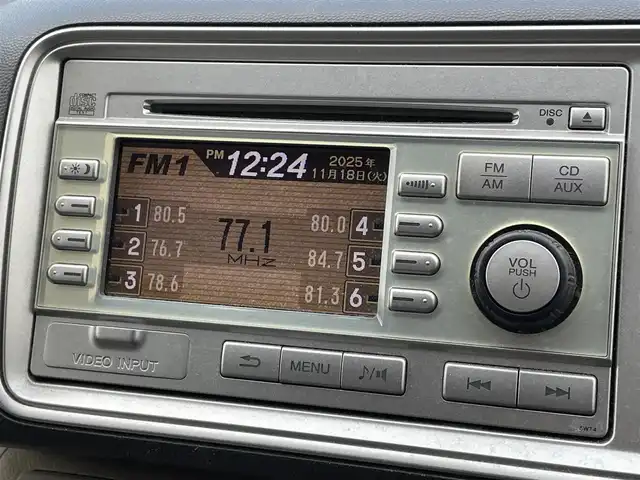 DISC
FM1 PM 12:24 2025年
11月18日(火)
FM
AM
CD
AUX
1 80.5
80.0 4
77.1
MHz
2 76.7
84.7 5
3 78.6
81.3 6
VOL
PUSH
VIDEO INPUT
MENU